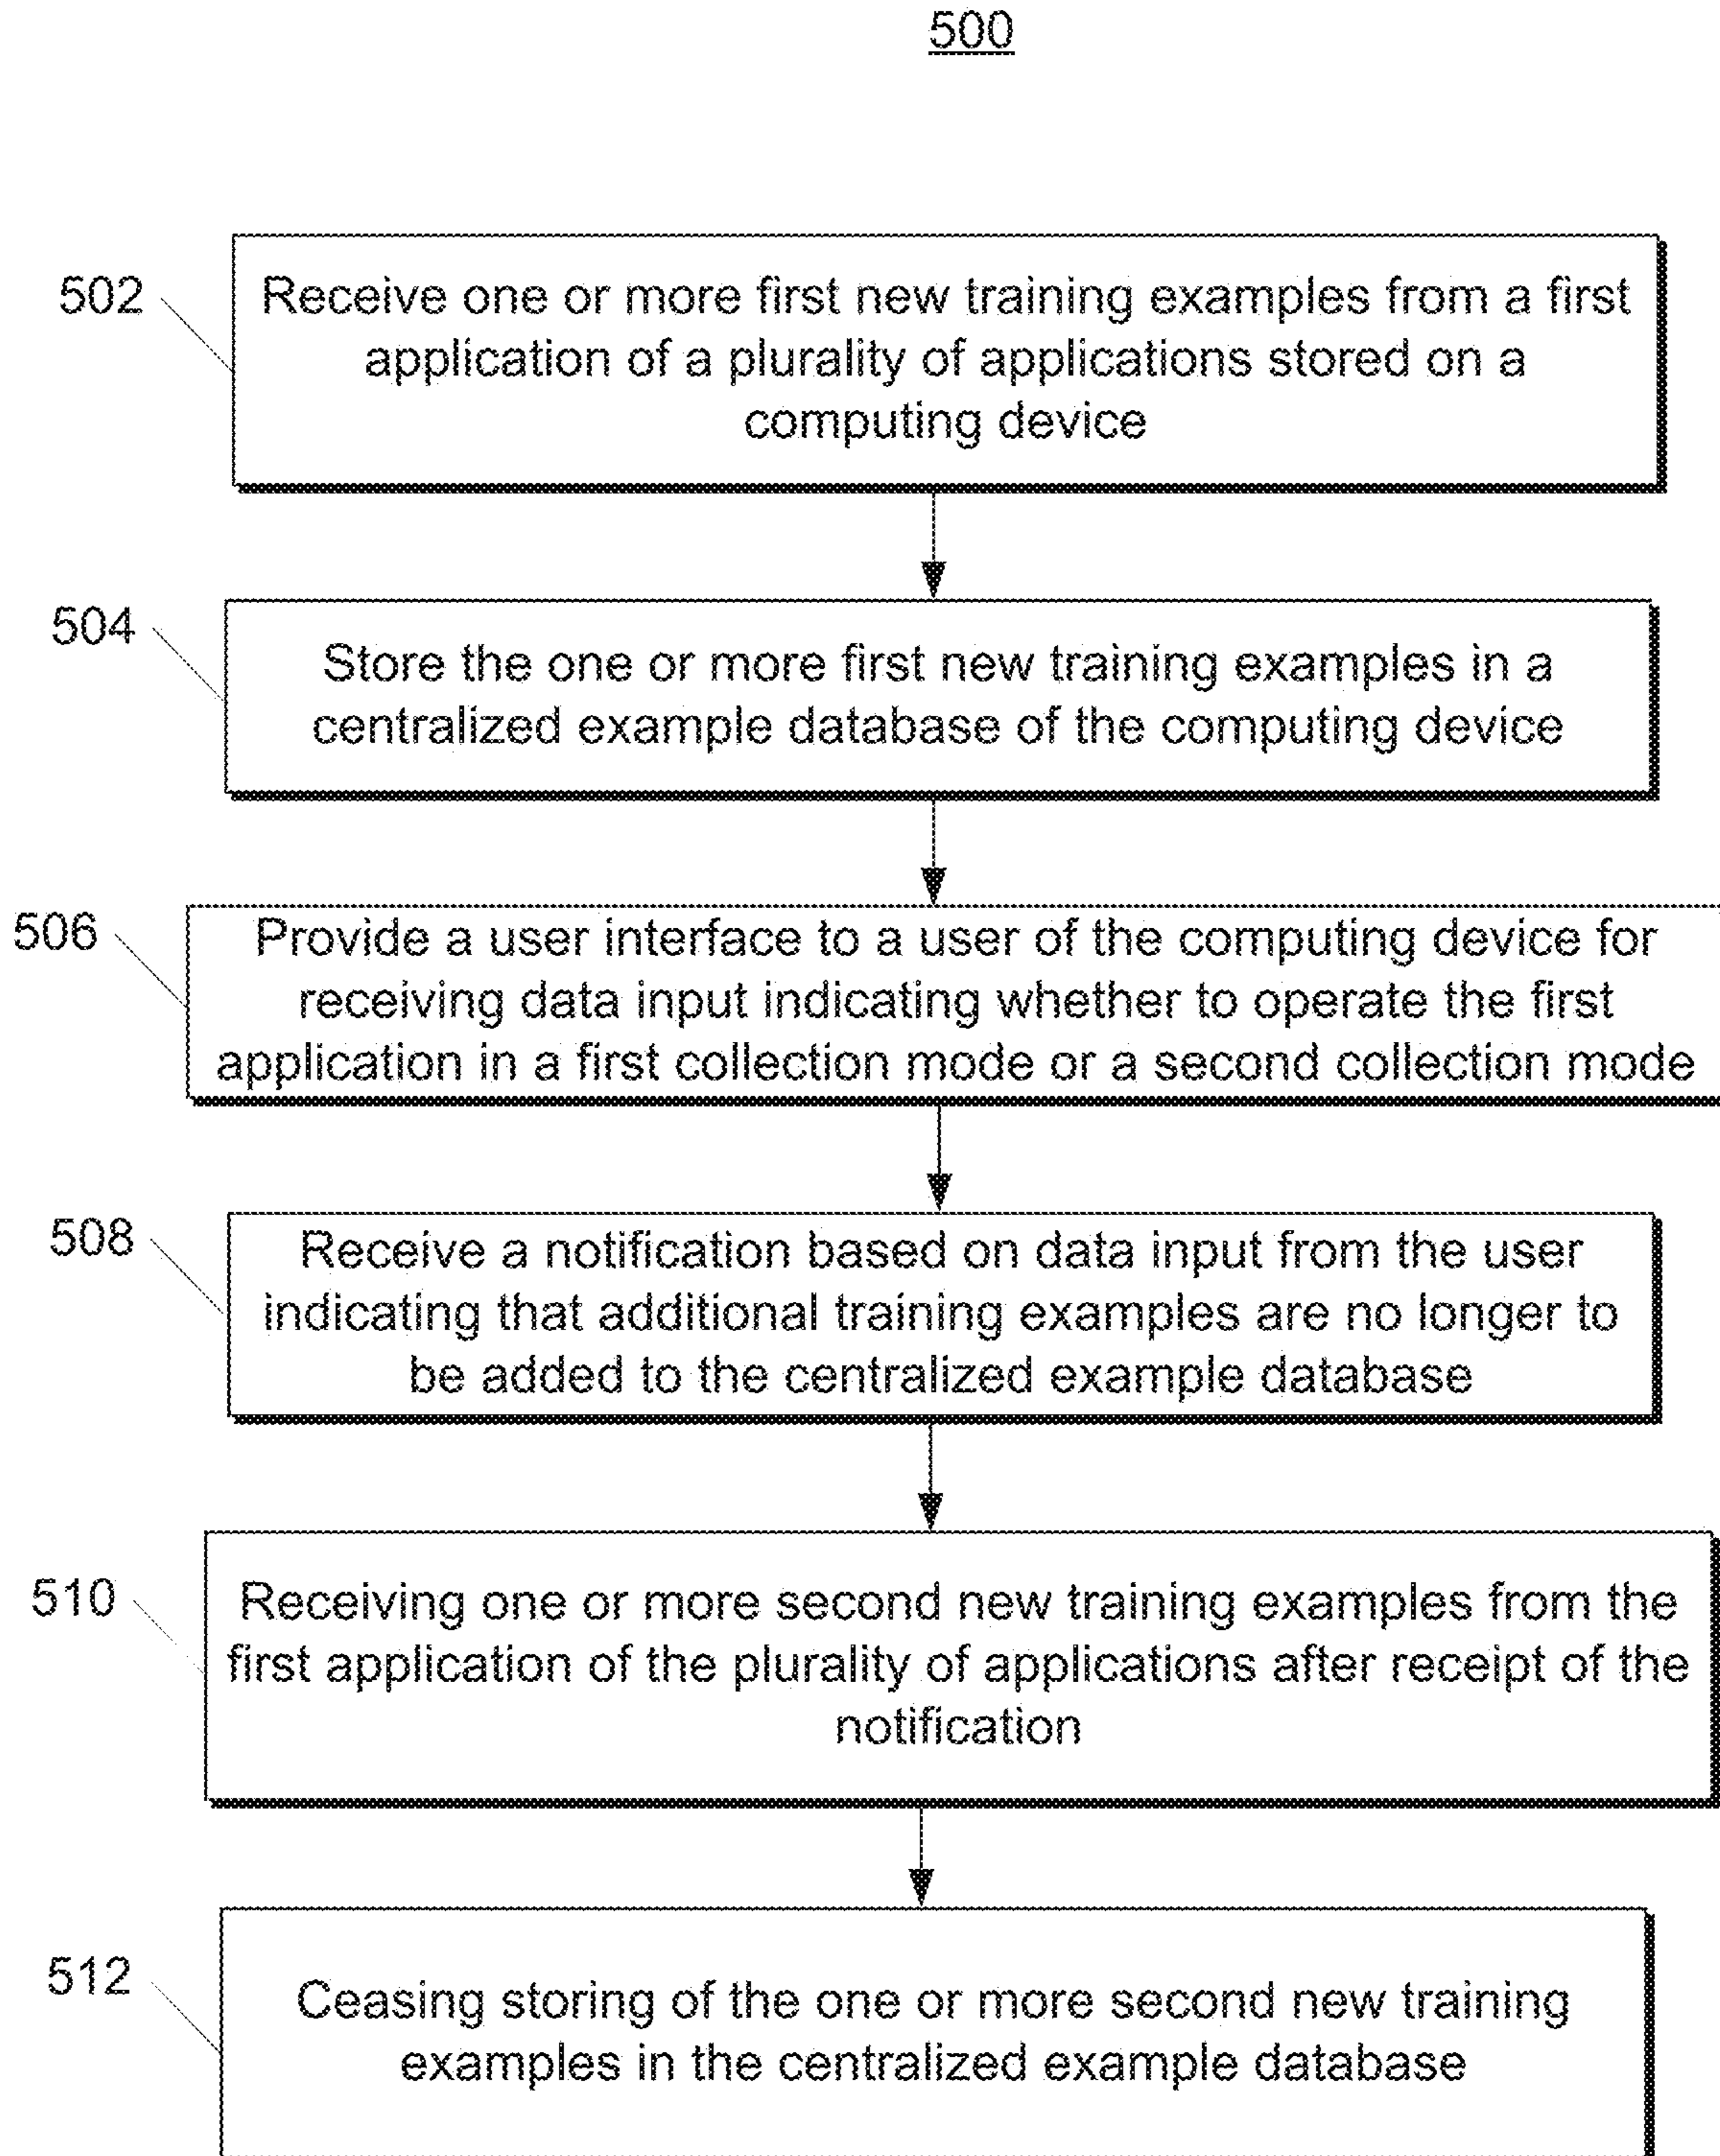 500
502
Receive one or more first new training examples from a first
application of a plurality of applications stored on a
computing device
504
Store the one or more first new training examples in a
centralized example database of the computing device
506
Provide a user interface to a user of the computing device for
receiving data input indicating whether to operate the first
application in a first collection mode or a second collection mode
508
Receive a notification based on data input from the user
indicating that additional training examples are no longer to
be added to the centralized example database
510
Receiving one or more second new training examples from the
first application of the plurality of applications after receipt of the
notification
512
Ceasing storing of the one or more second new training
examples in the centralized example database